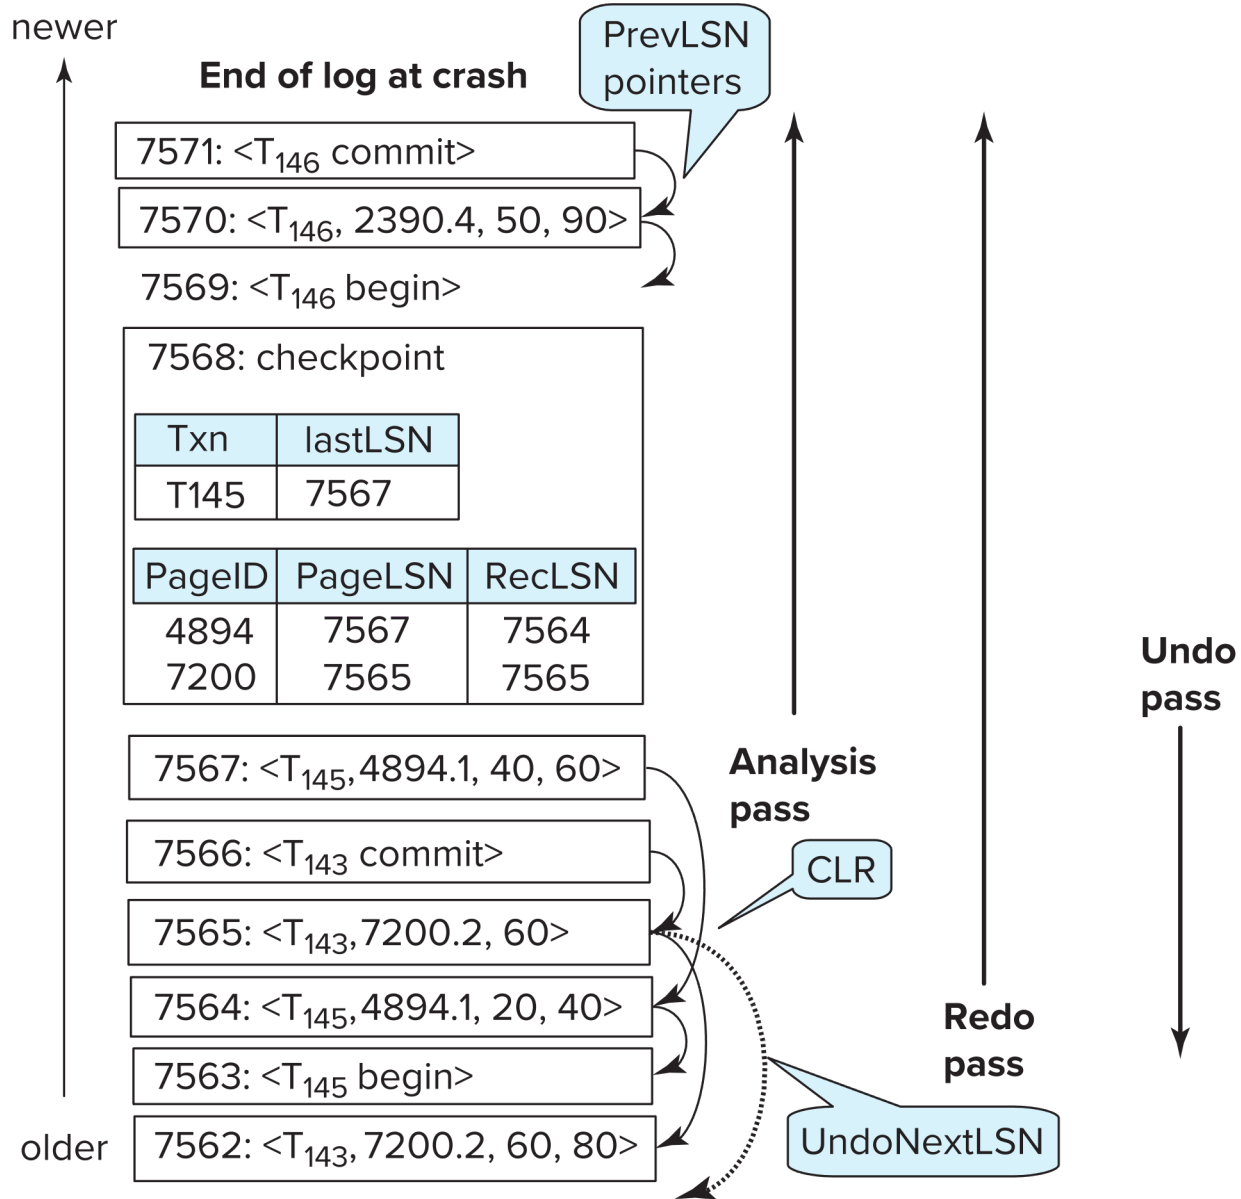 newer
End of log at crash
PrevLSN
pointers
7571: <T146 commit>
7570: <T146, 2390.4, 50, 90>
7569: <T146 begin>
7568: checkpoint
Txn lastLSN
T145 7567
PageID PageLSN RecLSN
4894 7567 7564
7200 7565 7565
Undo
pass
7567: <T145,4894.1, 40, 60>
Analysis
pass
7566: <T143 commit>
CLR
7565: <T143,7200.2, 60>
7564: <T145,4894.1, 20, 40>
Redo
pass
7563: <T145 begin>
older
7562: <T143,7200.2, 60, 80>
UndoNextLSN